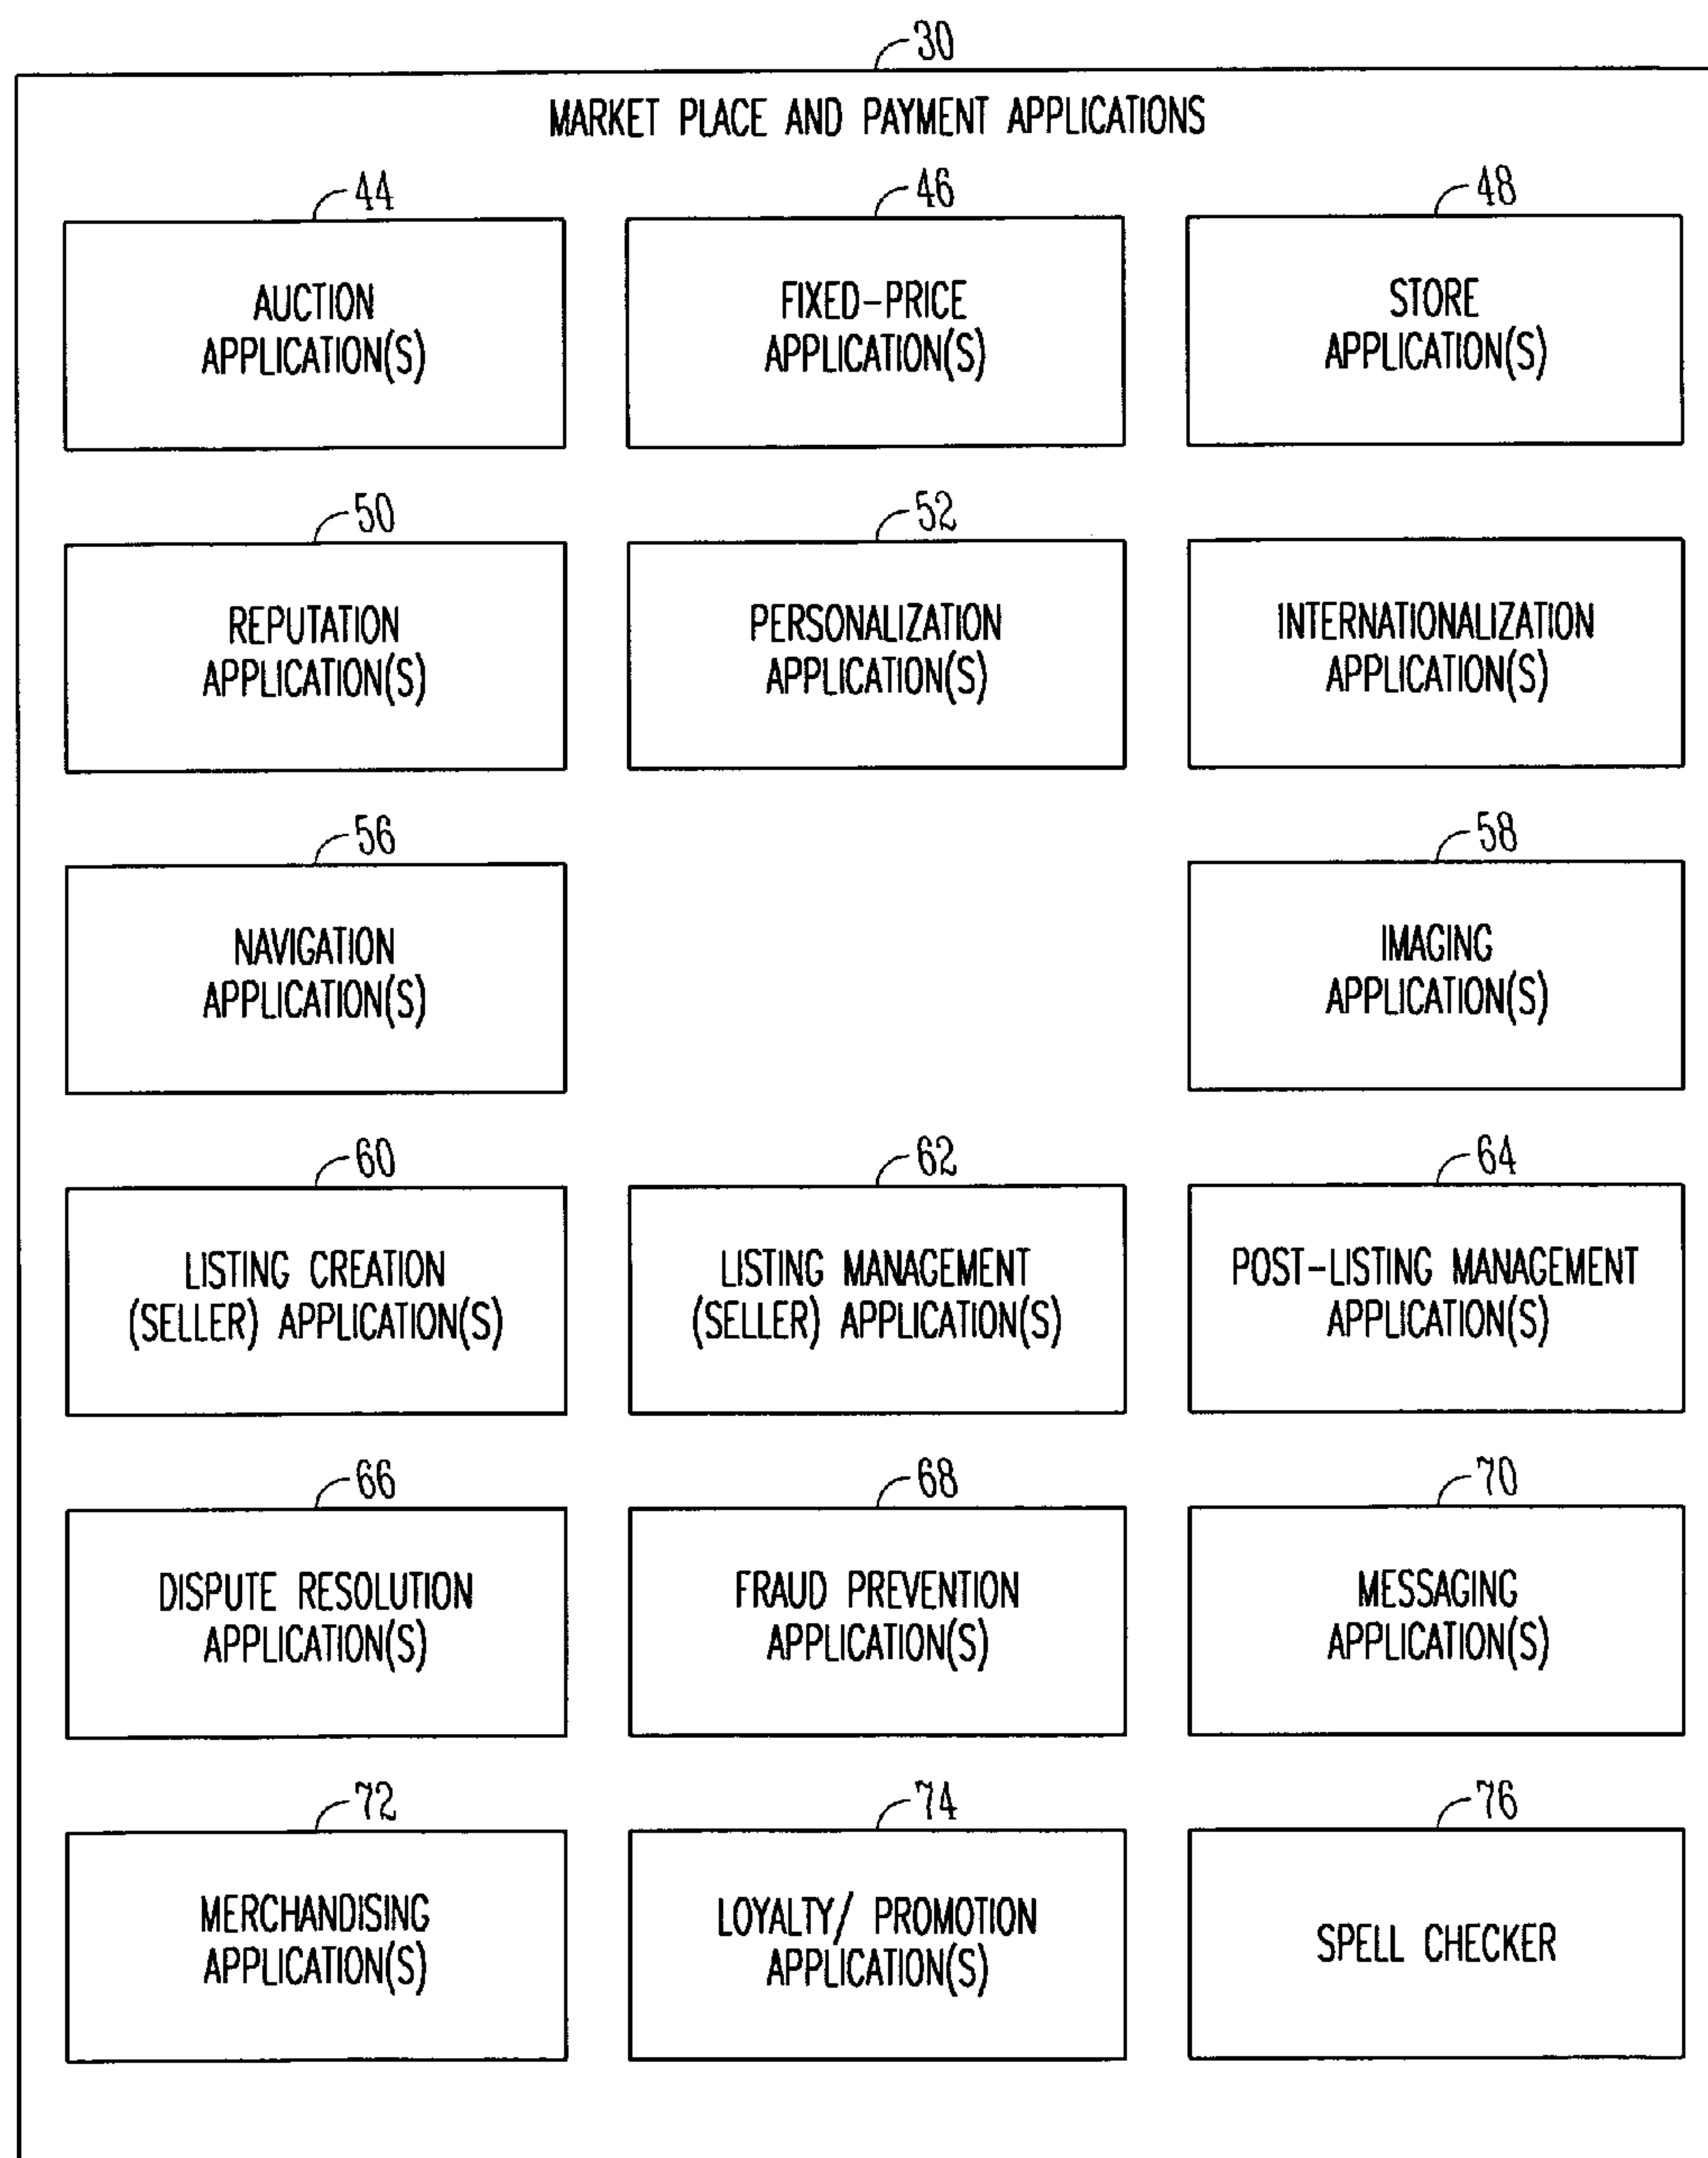 30
MARKET PLACE AND PAYMENT APPLICATIONS
44
46
48
AUCTION
APPLICATION(S)
FIXED-PRICE
APPLICATION(S)
STORE
APPLICATION(S)
50
52
REPUTATION
APPLICATION(S)
PERSONALIZATION
APPLICATION(S)
INTERNATIONALIZATION
APPLICATION(S)
56
58
NAVIGATION
APPLICATION(S)
IMAGING
APPLICATION(S)
60
62
64
LISTING CREATION
(SELLER) APPLICATION(S)
LISTING MANAGEMENT
(SELLER) APPLICATION(S)
POST-LISTING MANAGEMENT
APPLICATION(S)
66
68
70
DISPUTE RESOLUTION
APPLICATION(S)
FRAUD PREVENTION
APPLICATION(S)
MESSAGING
APPLICATION(S)
72
74
76
MERCHANDISING
APPLICATION(S)
LOYALTY/ PROMOTION
APPLICATION(S)
SPELL CHECKER